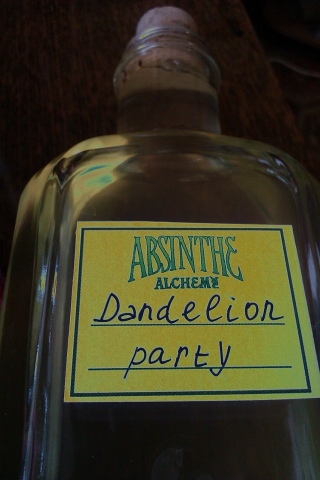 ABSINTHE
ALCHEMY
Dandelion
party